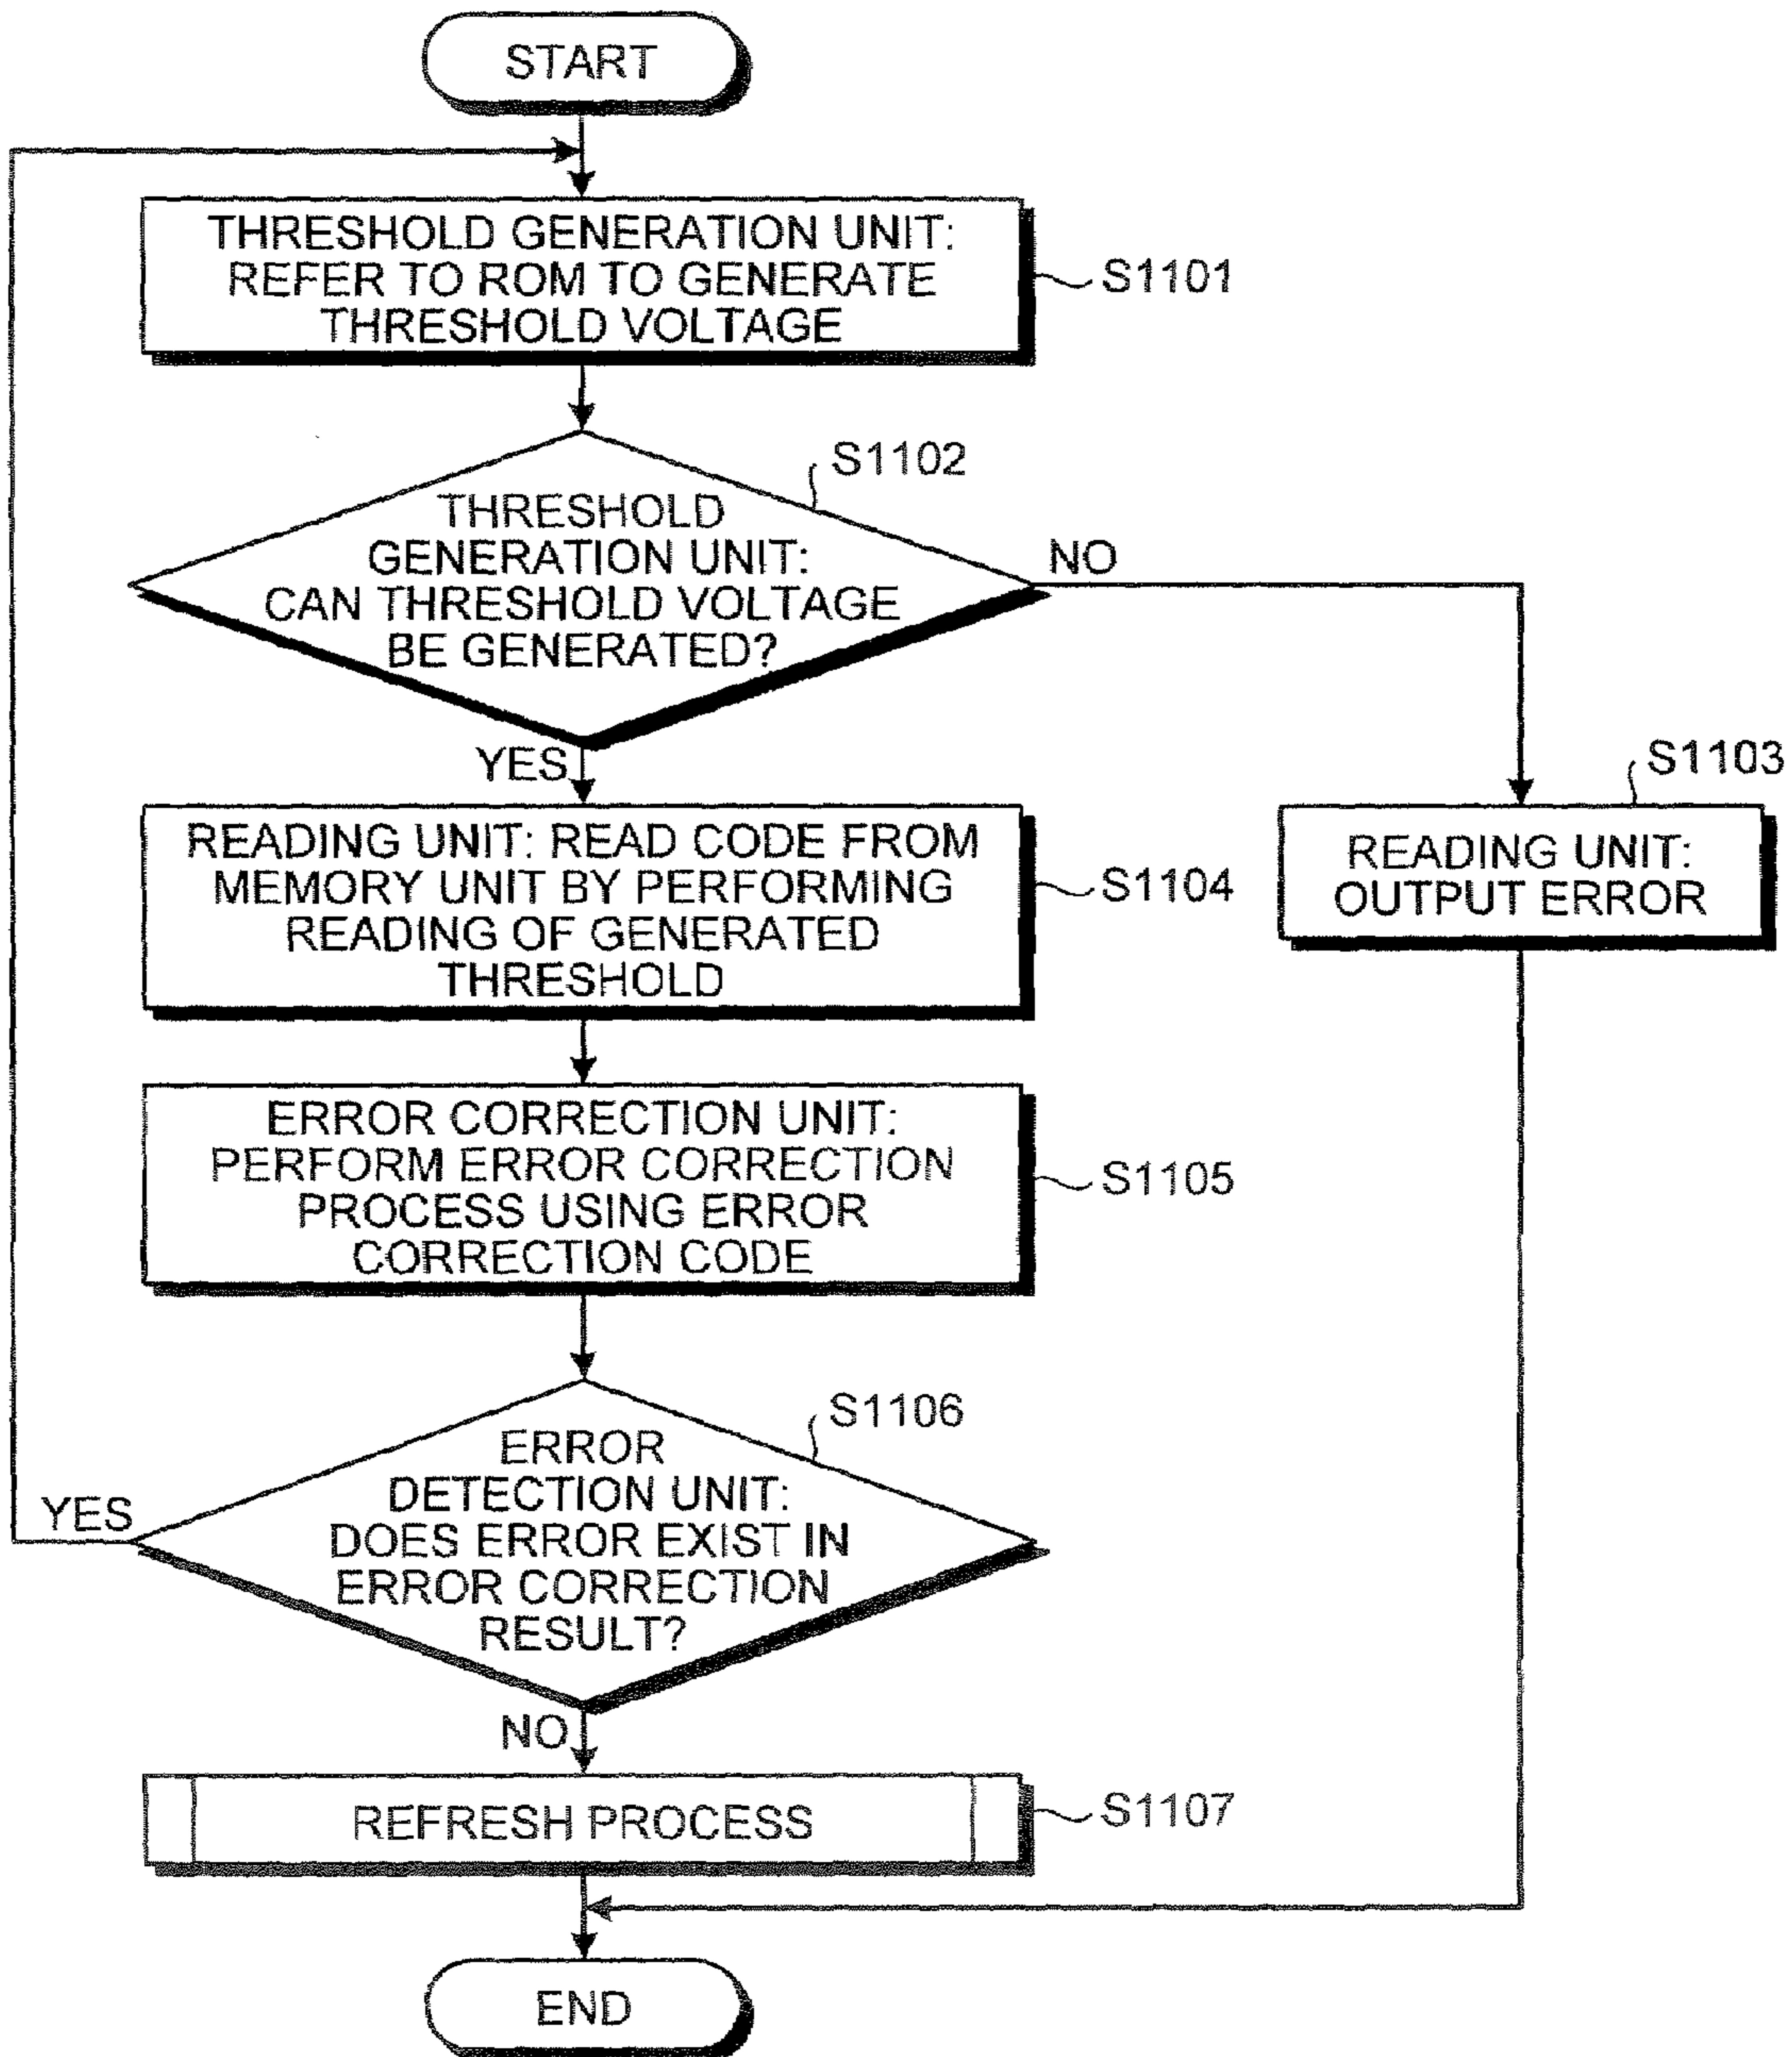 START
THRESHOLD GENERATION UNIT:
REFER TO ROM TO GENERATE
THRESHOLD VOLTAGE
S1101
S1102
THRESHOLD
GENERATION UNIT:
CAN THRESHOLD VOLTAGE
BE GENERATED?
NO
YES
S1103
READING UNIT:
OUTPUT ERROR
READING UNIT: READ CODE FROM
MEMORY UNIT BY PERFORMING
READING OF GENERATED
THRESHOLD
S1104
ERROR CORRECTION UNIT:
PERFORM ERROR CORRECTION
PROCESS USING ERROR
CORRECTION CODE
S1105
S1106
ERROR
DETECTION UNIT:
DOES ERROR EXIST IN
ERROR CORRECTION
RESULT?
YES
NO
REFRESH PROCESS
S1107
END